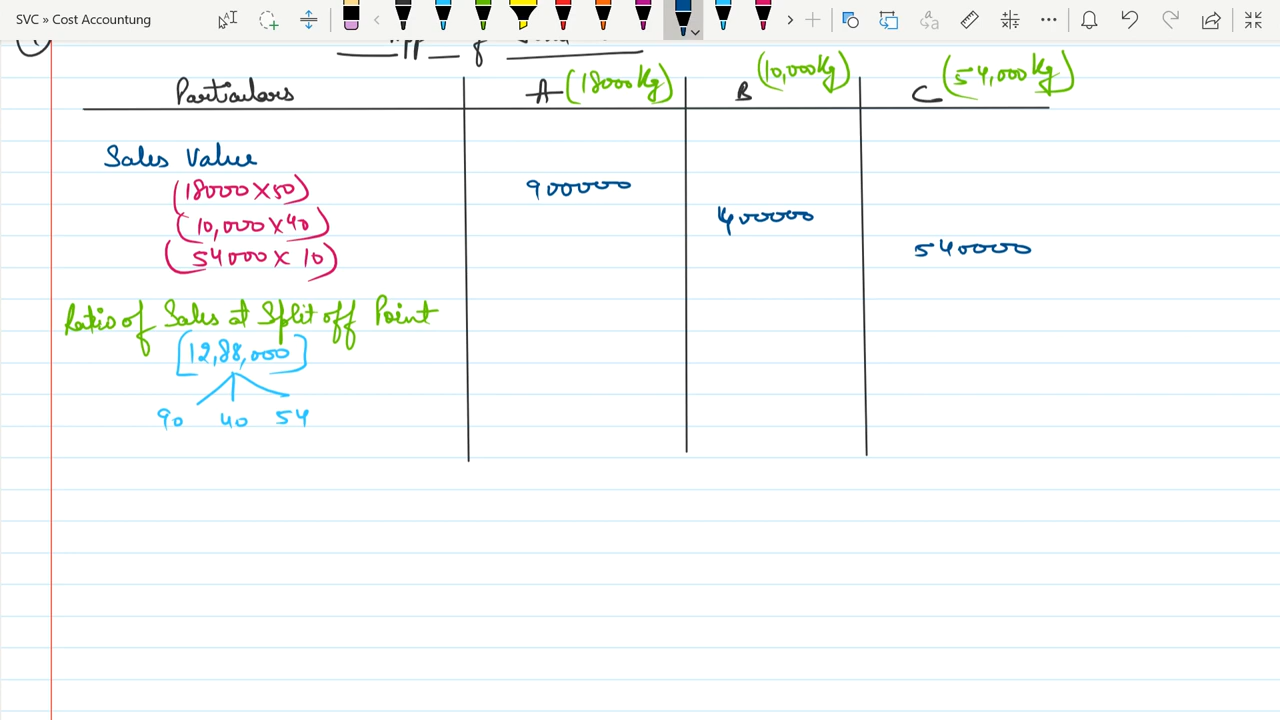 SVC » Cost Accountung
Particulars A (18000 kg) B (10,000 kg) C (54,000 kg)
Sales Value
(18000 x 50) 900000
(10,000 x 40) 400000
(54000 x 10) 540000
Ratio of Sales at Split off Point
[12,88,000]
90 40 54